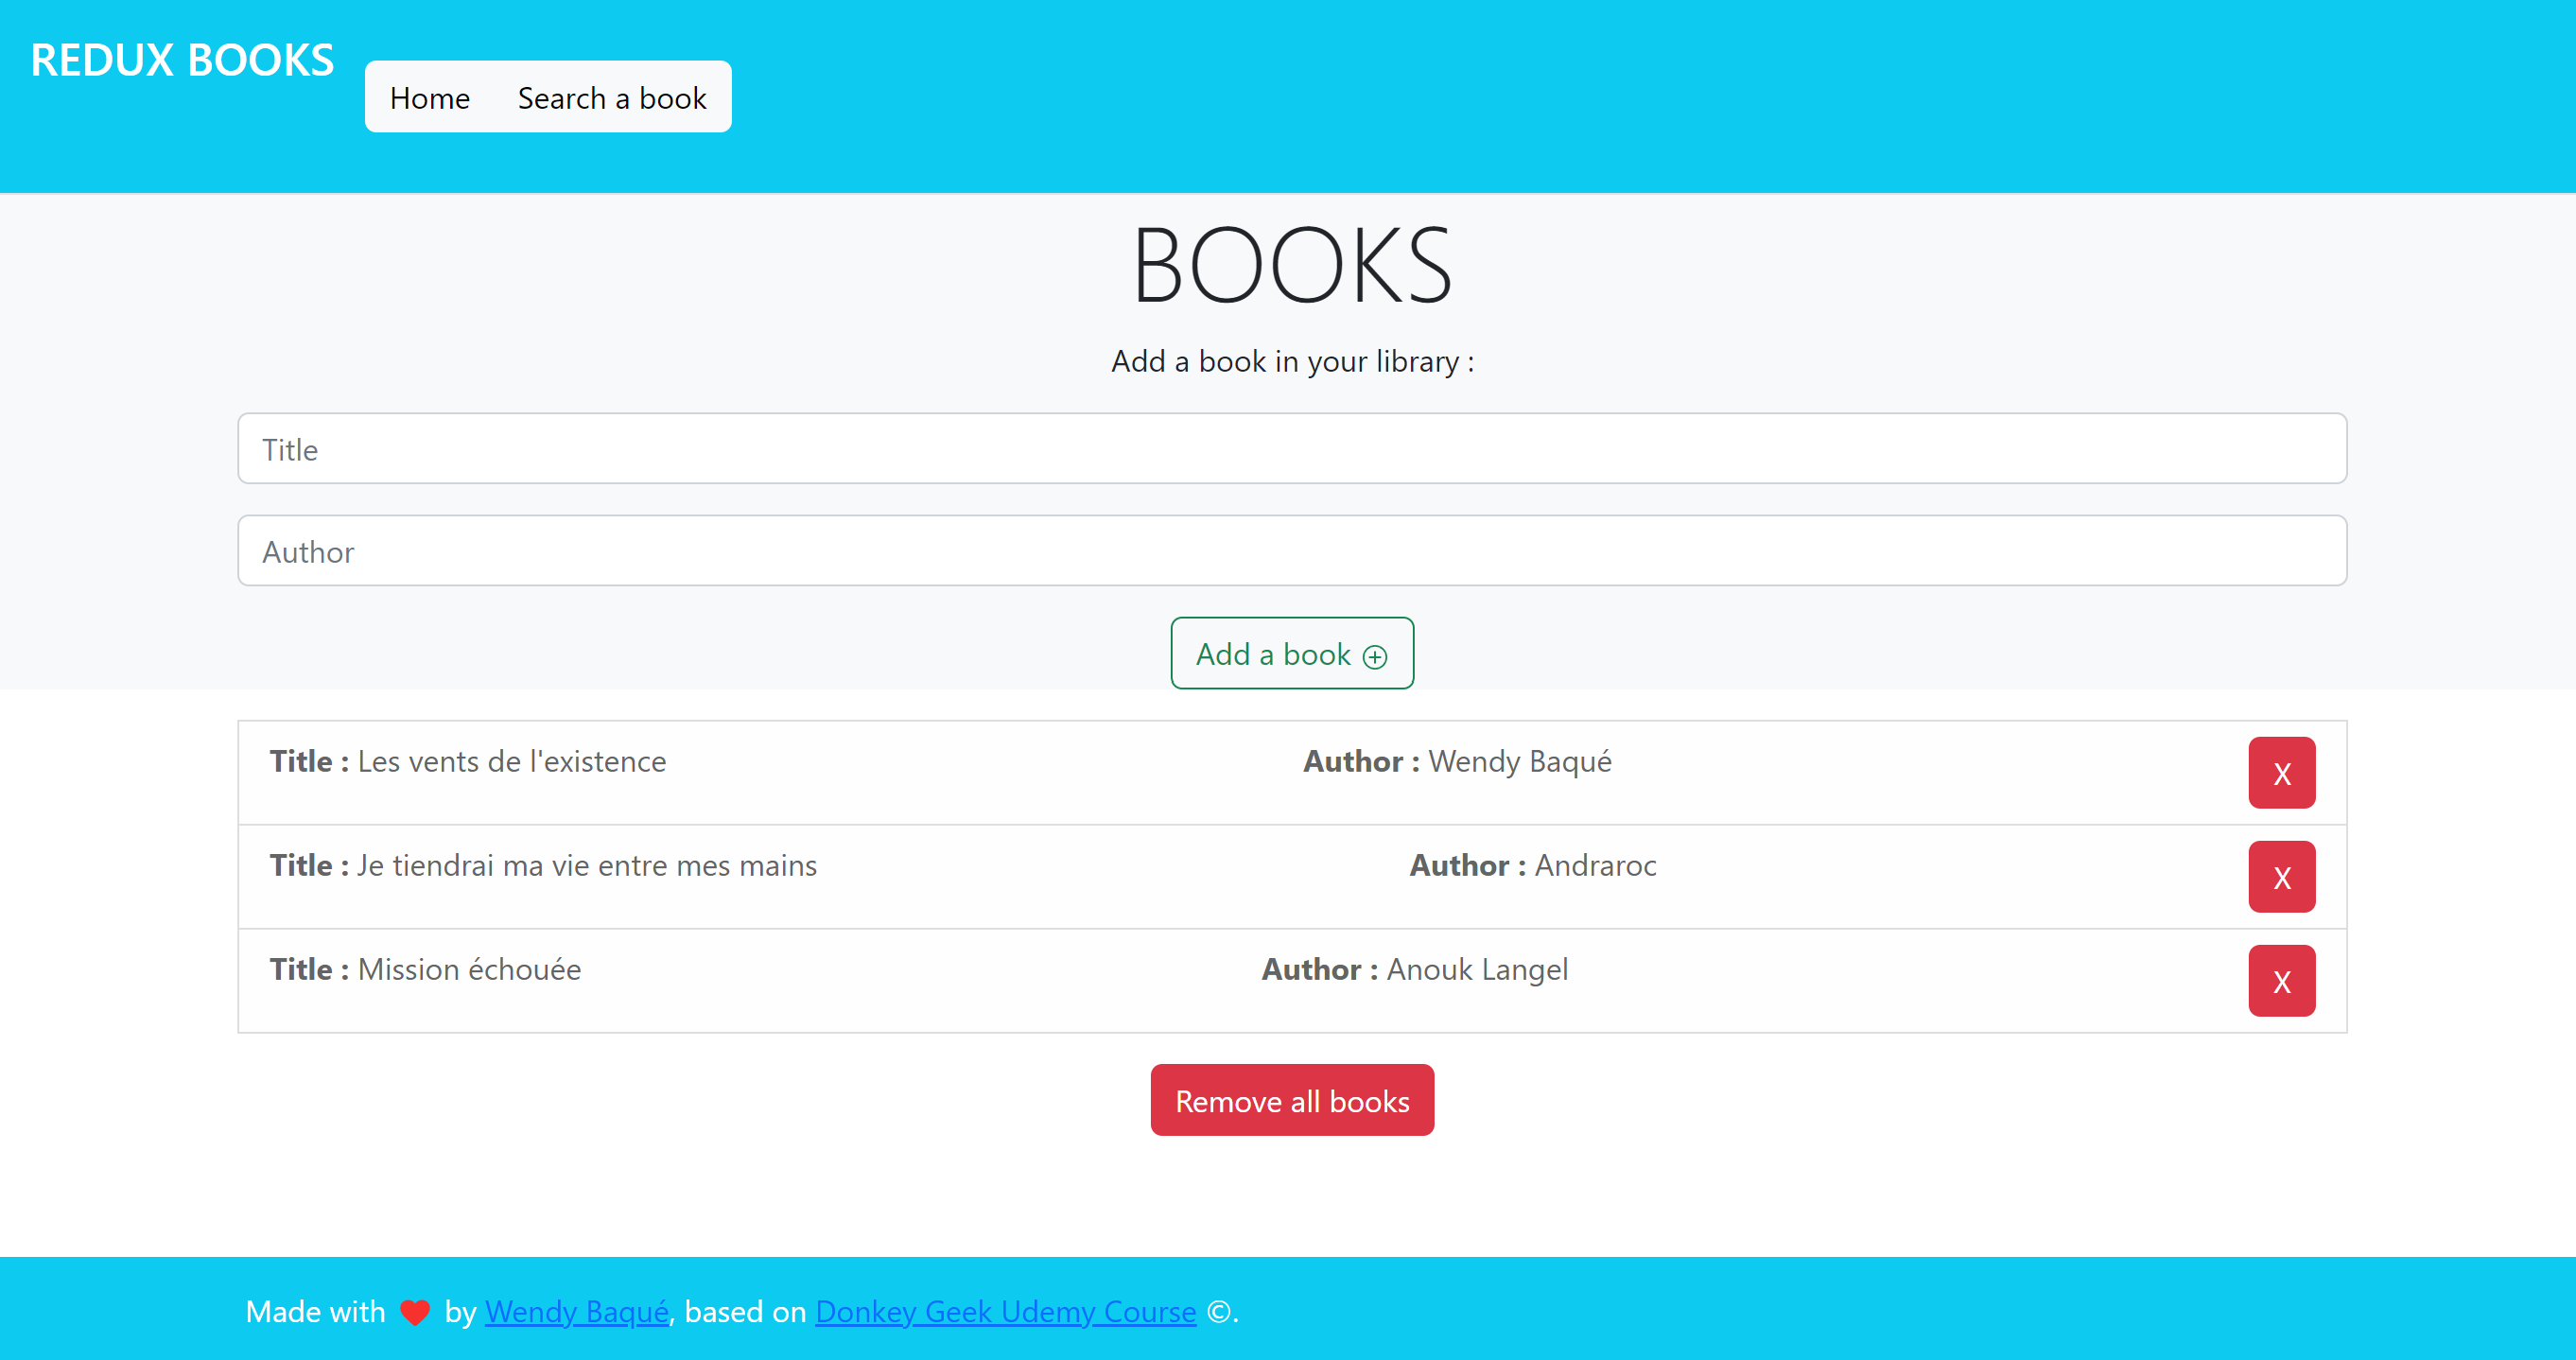 REDUX BOOKS
Home Search a book
BOOKS
Add a book in your library :
Title
Author
Add a book
Title : Les vents de l'existence Author : Wendy Baqué X
Title : Je tiendrai ma vie entre mes mains Author : Andraroc X
Title : Mission échouée Author : Anouk Langel X
Remove all books
Made with ❤ by Wendy Baqué, based on Donkey Geek Udemy Course ©.